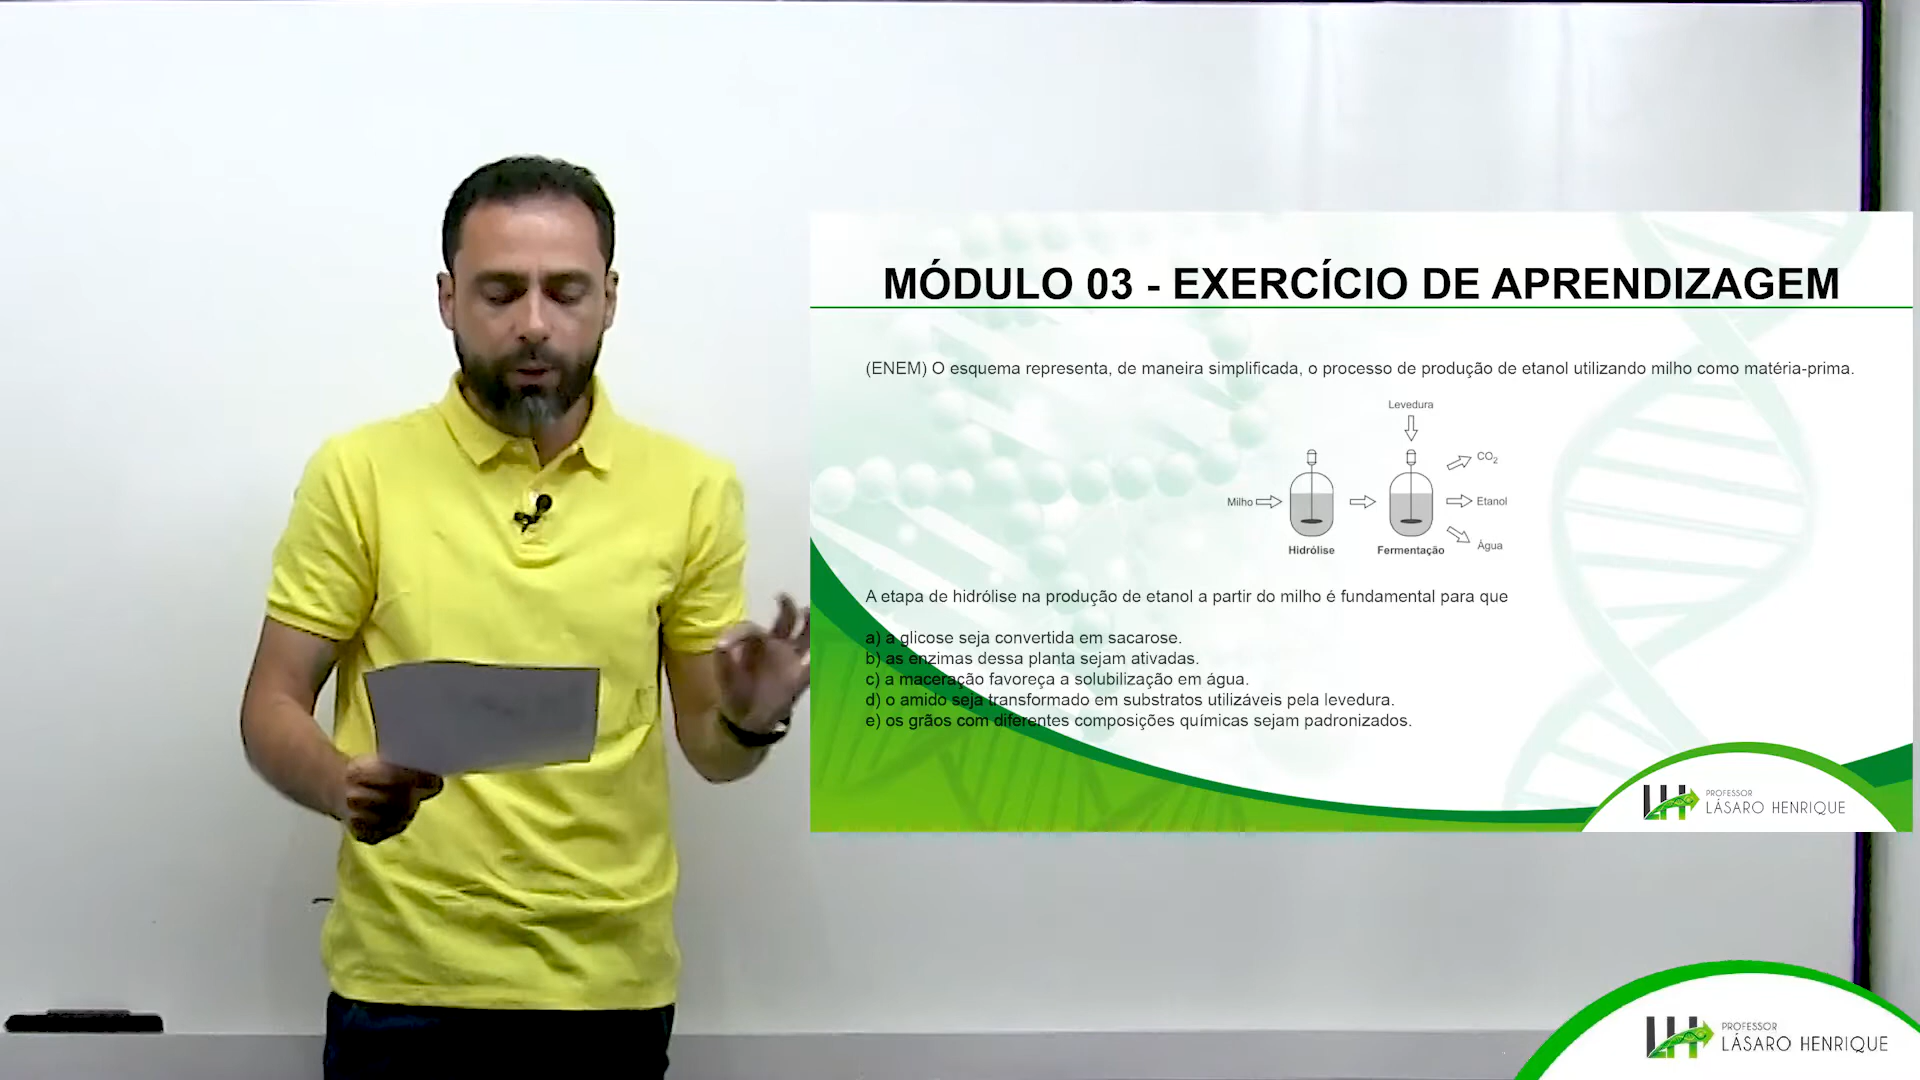 MÓDULO 03 - EXERCÍCIO DE APRENDIZAGEM
(ENEM) O esquema representa, de maneira simplificada, o processo de produção de etanol utilizando milho como matéria-prima.
Levedura
CO2
Milho
Etanol
Água
Hidrólise
Fermentação
A etapa de hidrólise na produção de etanol a partir do milho é fundamental para que
a) a glicose seja convertida em sacarose.
b) as enzimas dessa planta sejam ativadas.
c) a maceração favoreça a solubilização em água.
d) o amido seja transformado em substratos utilizáveis pela levedura.
e) os grãos com diferentes composições químicas sejam padronizados.
LH PROFESSOR
LÁSARO HENRIQUE
LH PROFESSOR
LÁSARO HENRIQUE